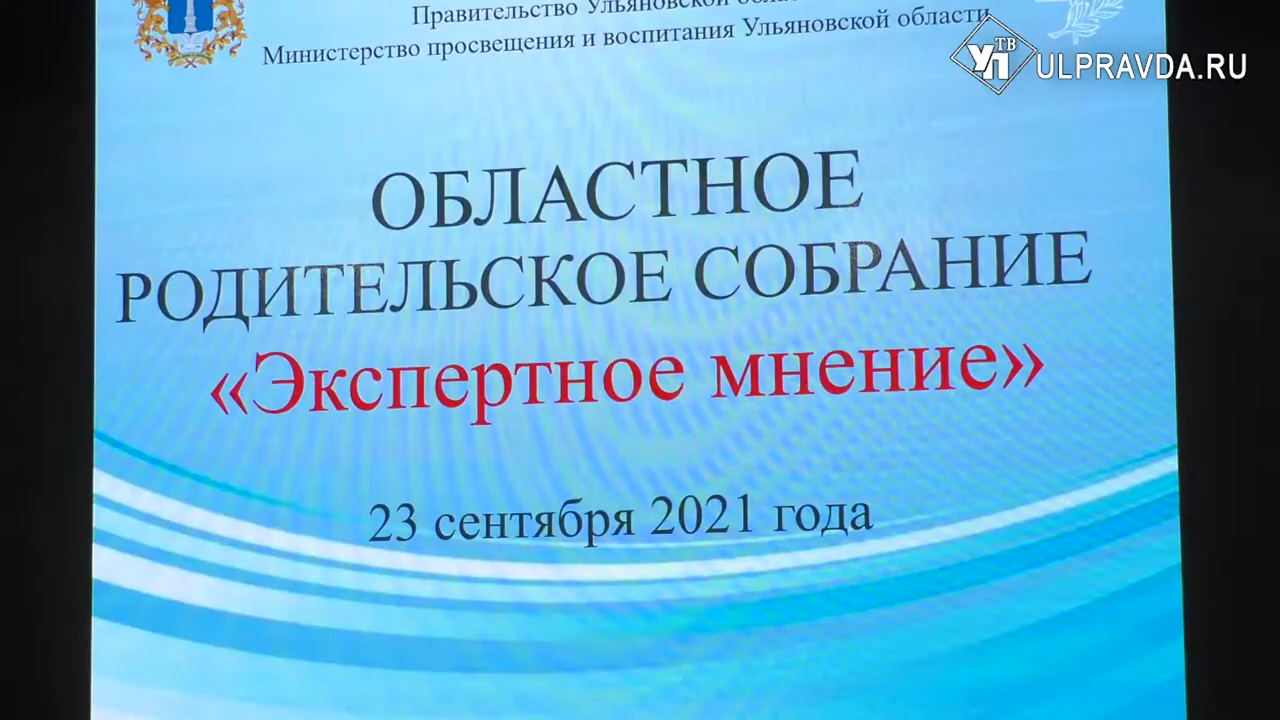 Правительство Ульяновской
Министерство просвещения и воспитания Ульяновской области
УП ТВ
ULPRAVDA.RU
ОБЛАСТНОЕ
РОДИТЕЛЬСКОЕ СОБРАНИЕ
«Экспертное мнение»
23 сентября 2021 года